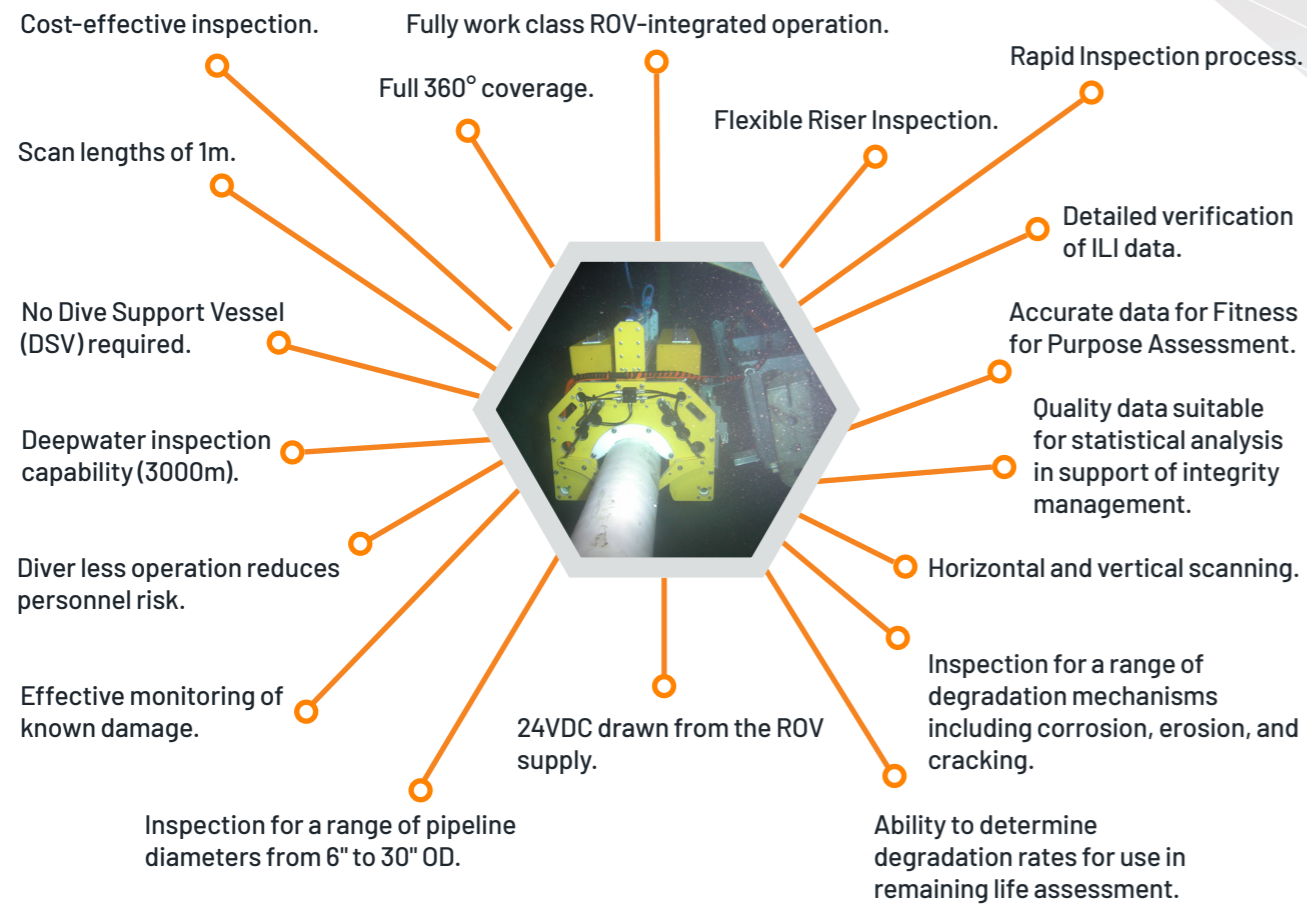 Cost-effective inspection.
Fully work class ROV-integrated operation.
Rapid Inspection process.
Full 360° coverage.
Flexible Riser Inspection.
Scan lengths of 1m.
Detailed verification
of ILI data.
No Dive Support Vessel
(DSV) required.
Accurate data for Fitness
for Purpose Assessment.
Quality data suitable
for statistical analysis
in support of integrity
management.
Deepwater inspection
capability (3000m).
Diver less operation reduces
personnel risk.
Horizontal and vertical scanning.
Effective monitoring of
known damage.
Inspection for a range of
degradation mechanisms
including corrosion, erosion, and
cracking.
24VDC drawn from the ROV
supply.
Inspection for a range of pipeline
diameters from 6" to 30" OD.
Ability to determine
degradation rates for use in
remaining life assessment.